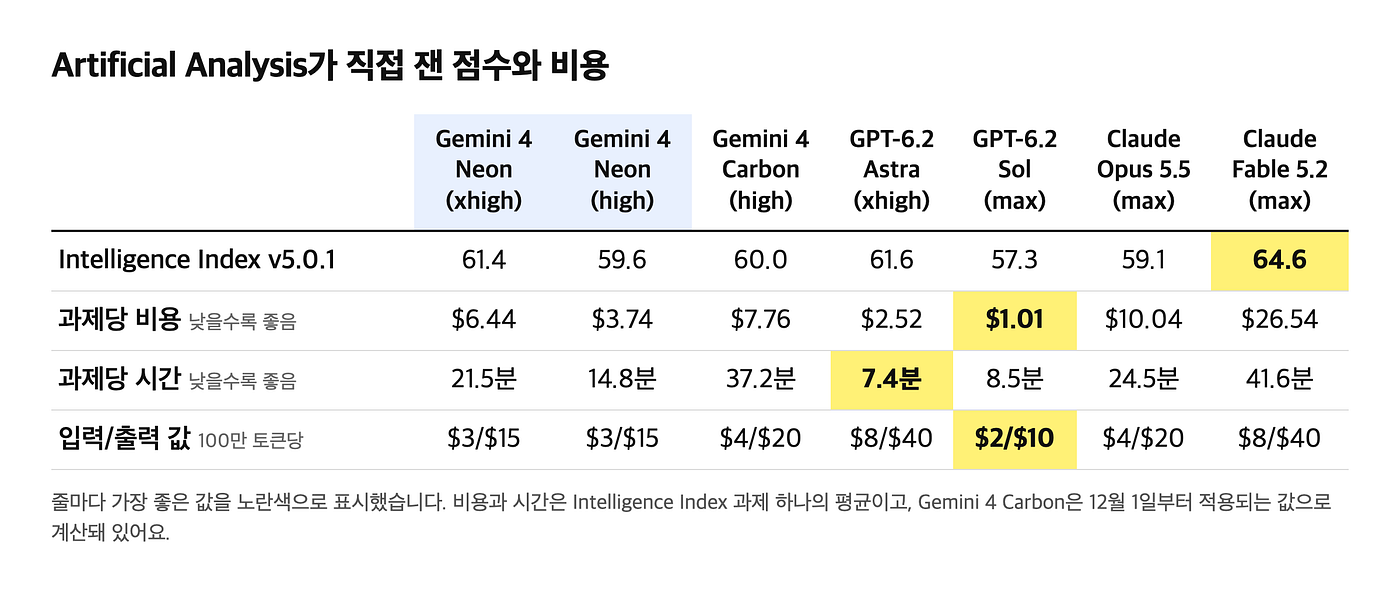 Artificial Analysis가 직접 잰 점수와 비용
Gemini 4 Neon (xhigh) Gemini 4 Neon (high) Gemini 4 Carbon (high) GPT-6.2 Astra (xhigh) GPT-6.2 Sol (max) Claude Opus 5.5 (max) Claude Fable 5.2 (max)
Intelligence Index v5.0.1 61.4 59.6 60.0 61.6 57.3 59.1 64.6
과제당 비용 낮을수록 좋음 $6.44 $3.74 $7.76 $2.52 $1.01 $10.04 $26.54
과제당 시간 낮을수록 좋음 21.5분 14.8분 37.2분 7.4분 8.5분 24.5분 41.6분
입력/출력 값 100만 토큰당 $3/$15 $3/$15 $4/$20 $8/$40 $2/$10 $4/$20 $8/$40
줄마다 가장 좋은 값을 노란색으로 표시했습니다. 비용과 시간은 Intelligence Index 과제 하나의 평균이고, Gemini 4 Carbon은 12월 1일부터 적용되는 값으로
계산돼 있어요.